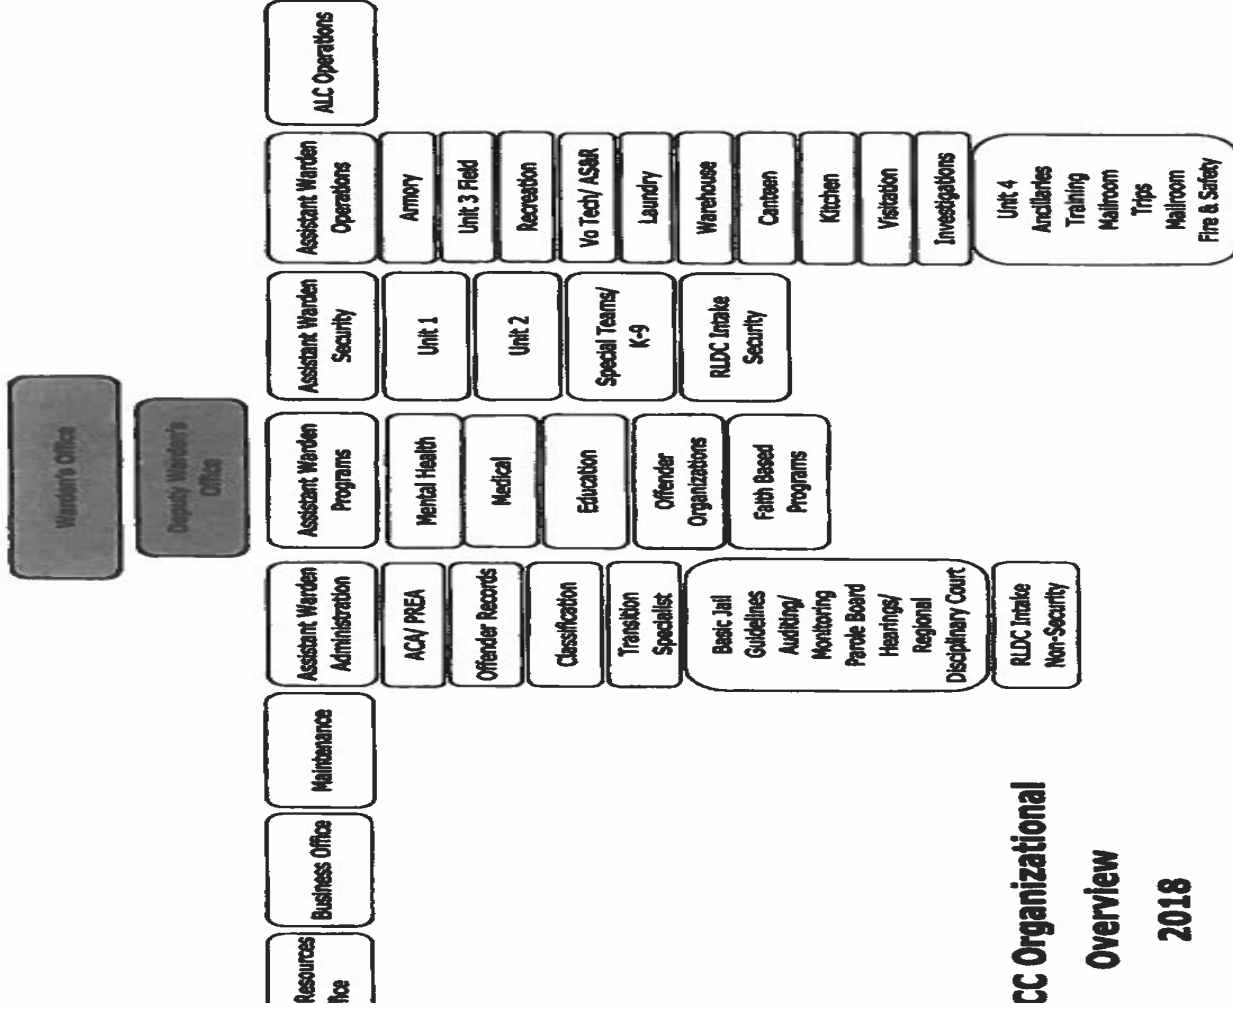 Warden's Office
Deputy Warden's
Office
Resources
fice
Business Office
Maintenance
Assistant Warden
Administration
ACA/ PREA
Offender Records
Classification
Transition
Specialist
Basic Jail
Guidelines
Auditing/
Monitoring
Parole Board
Hearings/
Regional
Disciplinary Court
RLDC Intake
Non-Security
Assistant Warden
Programs
Mental Health
Medical
Education
Offender
Organizations
Faith Based
Programs
Assistant Warden
Security
Unit 1
Unit 2
Special Teams/
K-9
RLDC Intake
Security
Assistant Warden
Operations
Armory
Unit 3 Field
Recreation
Vo Tech/ AS&R
Laundry
Warehouse
Canteen
Kitchen
Visitation
Investigations
Unit 4
Ancillaries
Training
Mailroom
Trips
Mailroom
Fire & Safety
ALC Operations
CC Organizational
Overview
2018